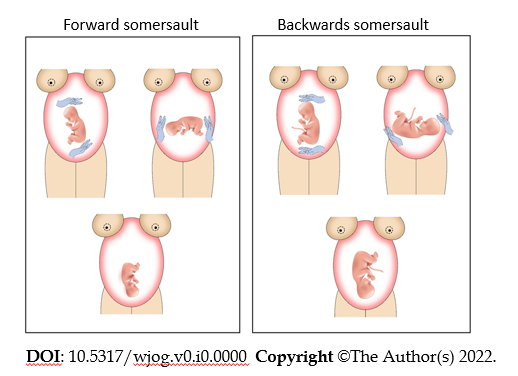 Forward somersault
Backwards somersault
DOI: 10.5317/wjog.v0.i0.0000 Copyright ©The Author(s) 2022.